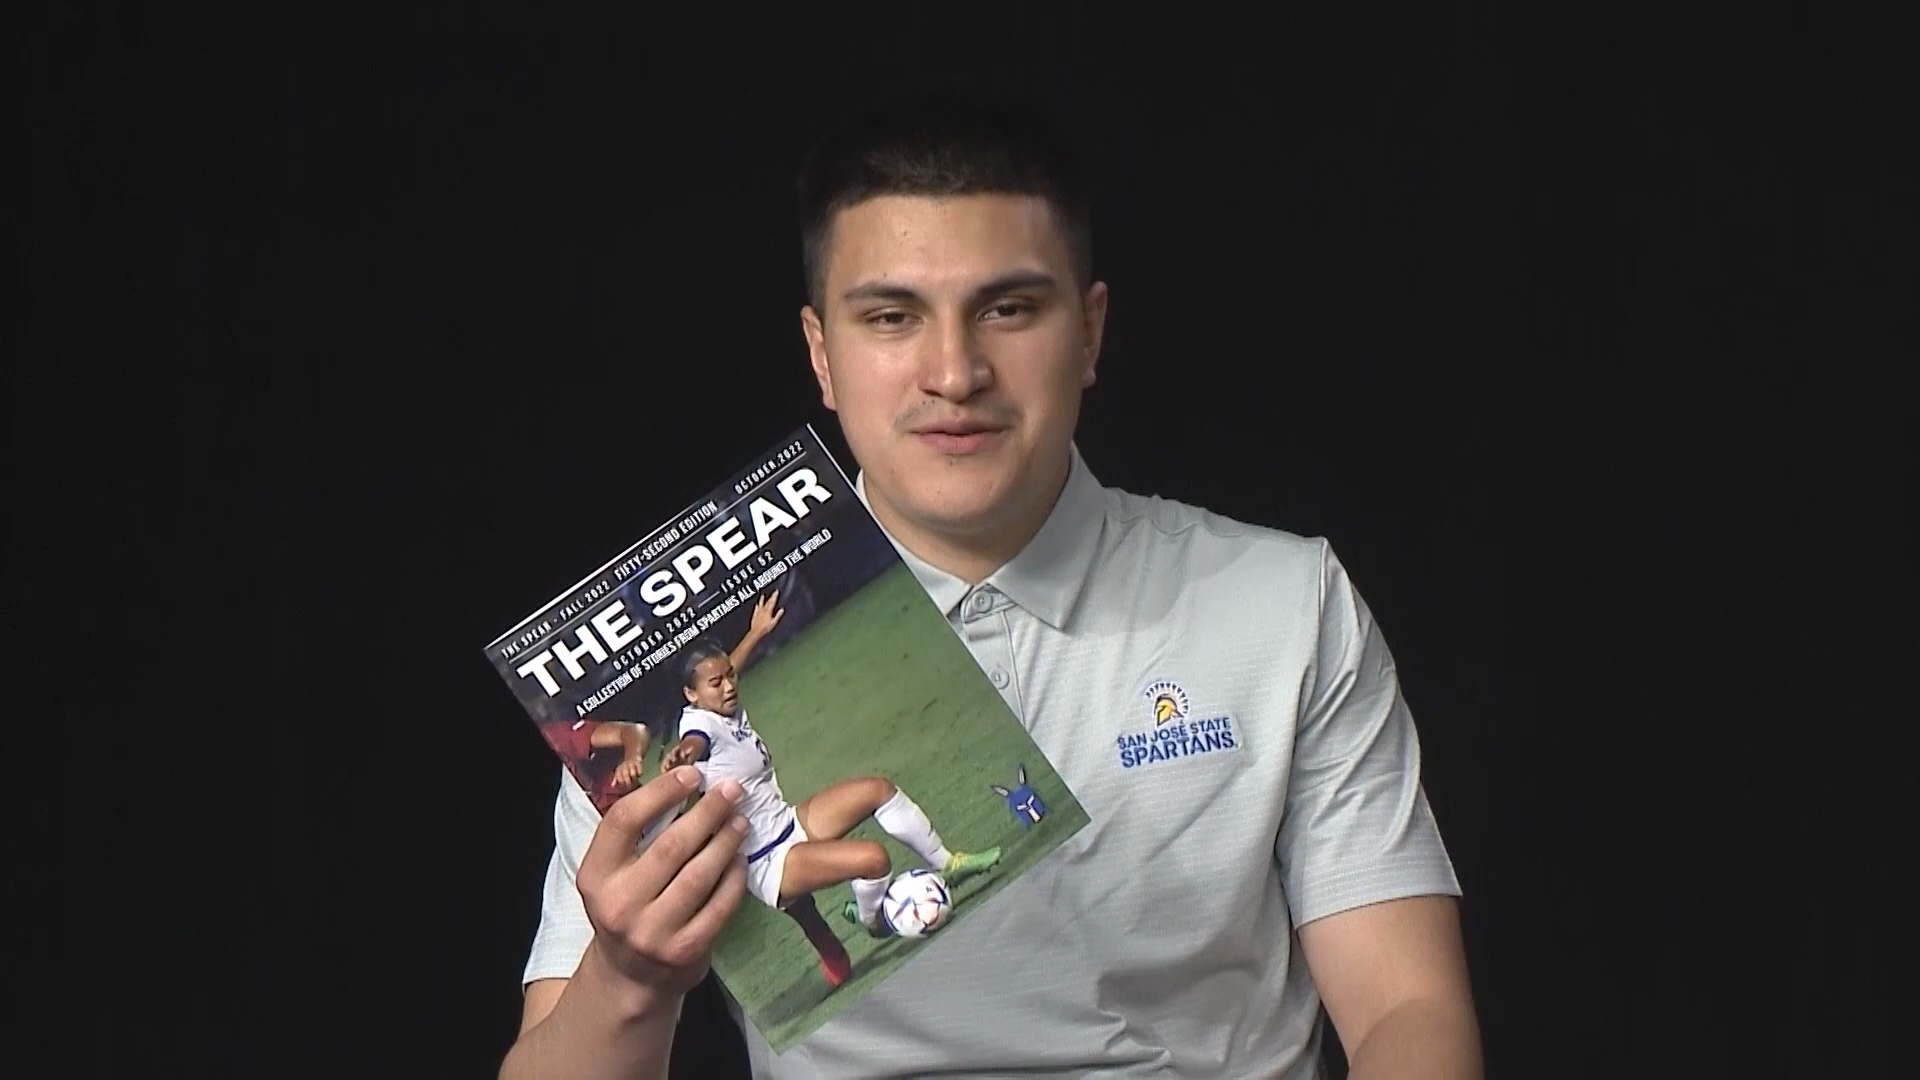 THE SPEAR - FALL 2022 FIFTY-SECOND EDITION OCTOBER.2022
THE SPEAR
OCTOBER 2022 — ISSUE 52
A COLLECTION OF STORIES FROM SPARTANS ALL AROUND THE WORLD
SAN JOSÉ STATE
SPARTANS